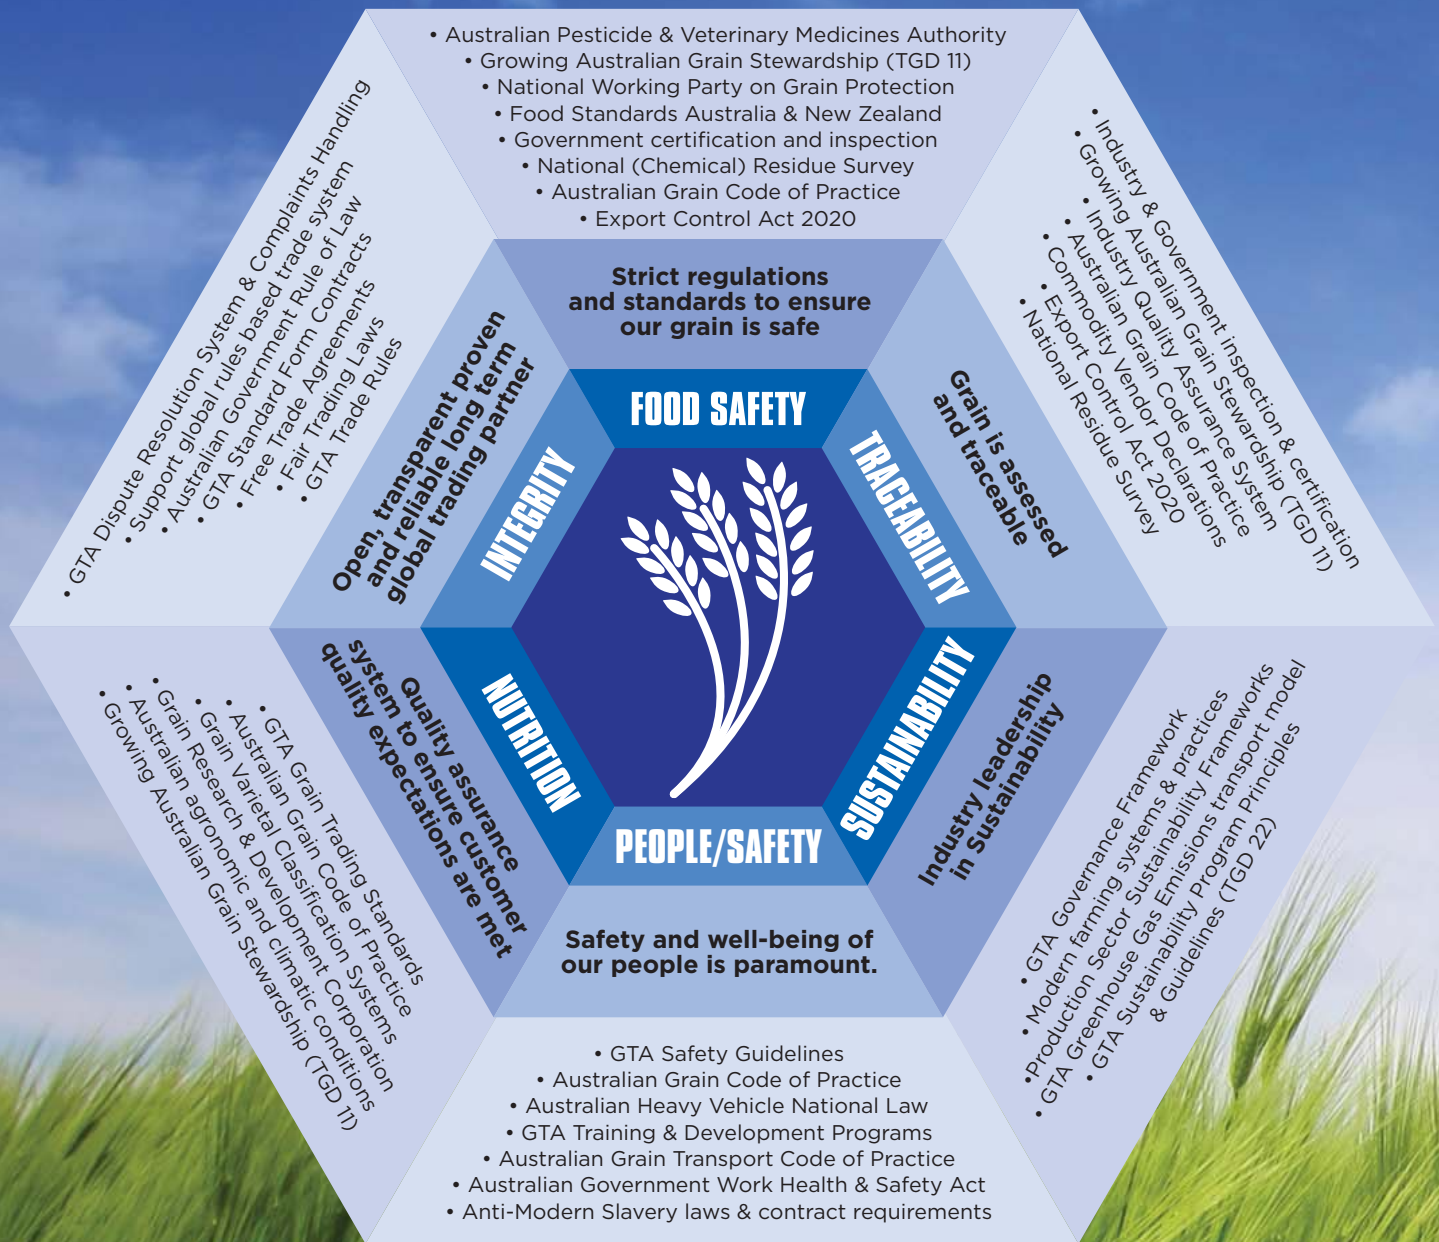 • Australian Pesticide & Veterinary Medicines Authority
• Growing Australian Grain Stewardship (TGD 11)
• National Working Party on Grain Protection
• Food Standards Australia & New Zealand
• Government certification and inspection
• National (Chemical) Residue Survey
• Australian Grain Code of Practice
• Export Control Act 2020
Strict regulations
and standards to ensure
our grain is safe
FOOD SAFETY
• Industry & Government inspection & certification
• Growing Australian Grain Stewardship (TGD 11)
• Industry Quality Assurance System
• Australian Grain Code of Practice
• Commodity Vendor Declarations
• Export Control Act 2020
• National Residue Survey
Grain is assessed
and traceable
TRACEABILITY
SUSTAINABILITY
Industry leadership
in Sustainability
• GTA Governance Framework
• Modern farming systems & practices
•Production Sector Sustainability Frameworks
• GTA Greenhouse Gas Emissions transport model
• GTA Sustainability Program Principles
& Guidelines (TGD 22)
PEOPLE/SAFETY
Safety and well-being of
our people is paramount.
• GTA Safety Guidelines
• Australian Grain Code of Practice
• Australian Heavy Vehicle National Law
• GTA Training & Development Programs
• Australian Grain Transport Code of Practice
• Australian Government Work Health & Safety Act
• Anti-Modern Slavery laws & contract requirements
NUTRITION
Quality assurance
system to ensure customer
quality expectations are met
• GTA Grain Trading Standards
• Australian Grain Code of Practice
• Grain Varietal Classification Systems
• Grain Research & Development Corporation
• Australian agronomic and climatic conditions
• Growing Australian Grain Stewardship (TGD 11)
INTEGRITY
Open, transparent proven
and reliable long term
global trading partner
• GTA Dispute Resolution System & Complaints Handling
• Support global rules based trade system
• Australian Government Rule of Law
• GTA Standard Form Contracts
• Free Trade Agreements
• Fair Trading Laws
• GTA Trade Rules